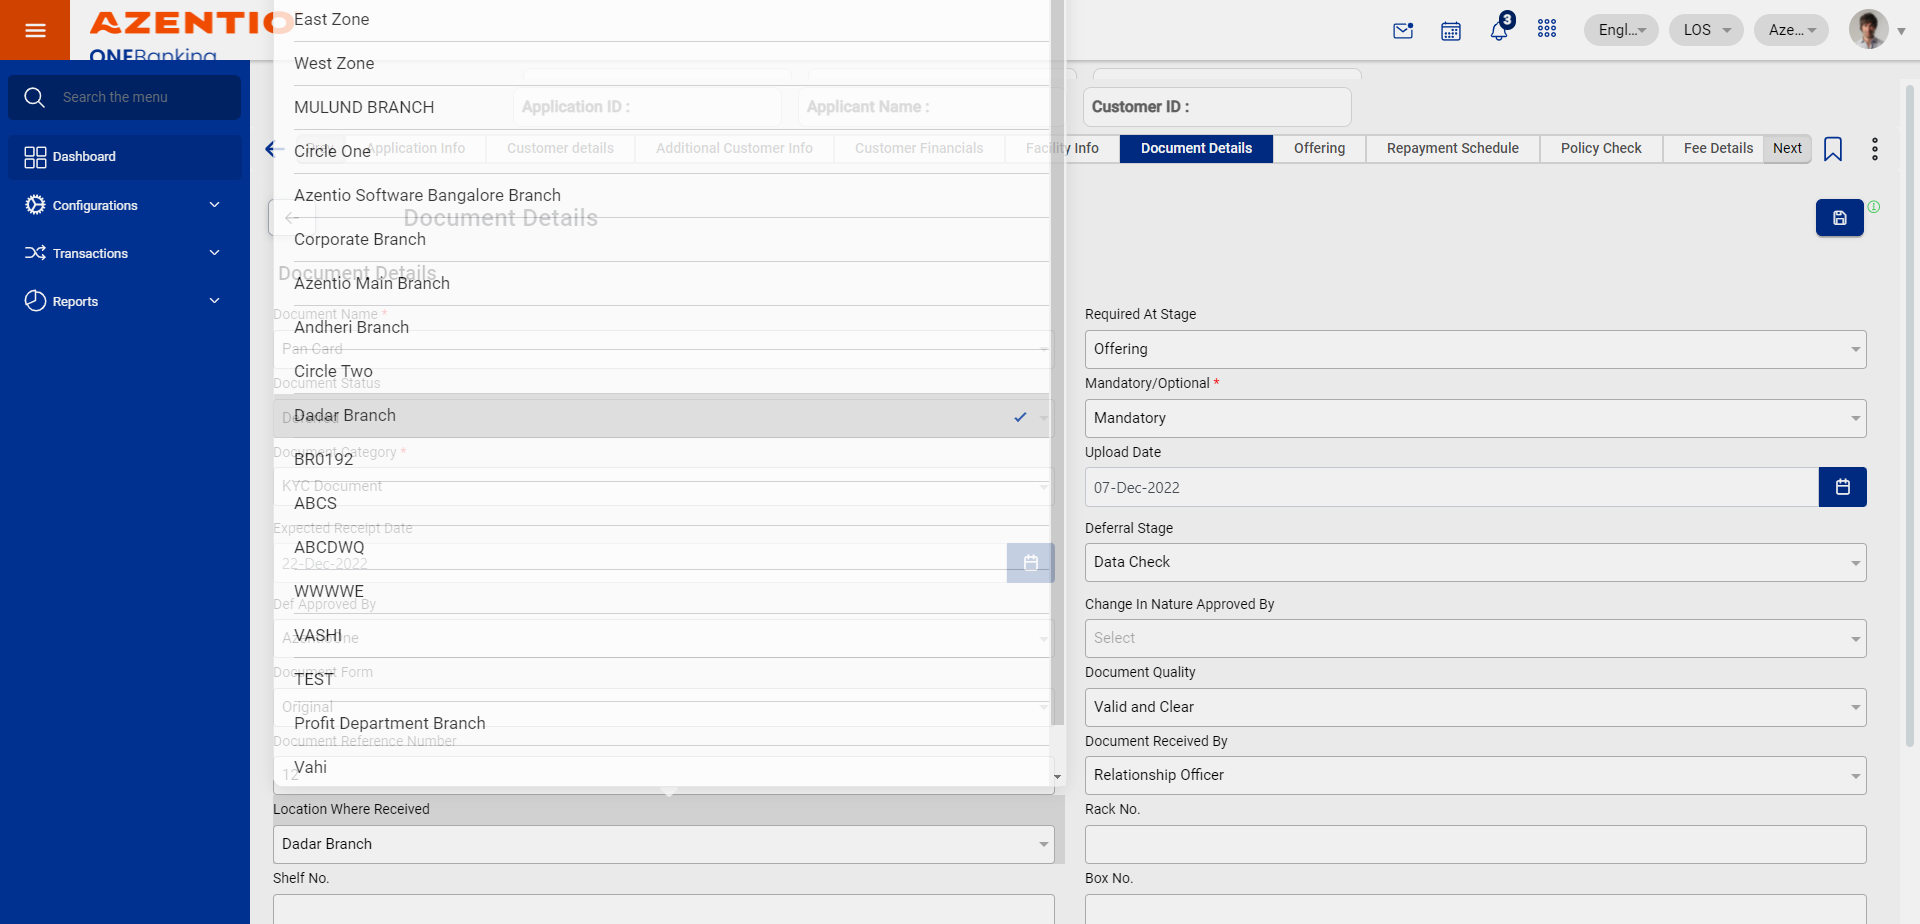 AZENTIO
ONEBanking
3
Engl...
LOS
Aze...
Search the menu
Dashboard
Configurations
Transactions
Reports
East Zone
West Zone
MULUND BRANCH
Circle One
Azentio Software Bangalore Branch
Corporate Branch
Azentio Main Branch
Andheri Branch
Circle Two
Dadar Branch
BR0192
ABCS
ABCDWQ
WWWWE
VASHI
TEST
Profit Department Branch
Vahi
Application ID :
Applicant Name :
Customer ID :
Application Info
Customer details
Additional Customer Info
Customer Financials
Facility Info
Document Details
Offering
Repayment Schedule
Policy Check
Fee Details
Next
Document Details
Document Details
Document Name *
Pan Card
Required At Stage
Offering
Document Status
Deferred
Mandatory/Optional *
Mandatory
Document Category *
KYC Document
Upload Date
07-Dec-2022
Expected Receipt Date
22-Dec-2022
Deferral Stage
Data Check
Def Approved By
Change In Nature Approved By
Select
Document Form
Original
Document Quality
Valid and Clear
Document Reference Number
12
Document Received By
Relationship Officer
Location Where Received
Dadar Branch
Rack No.
Shelf No.
Box No.